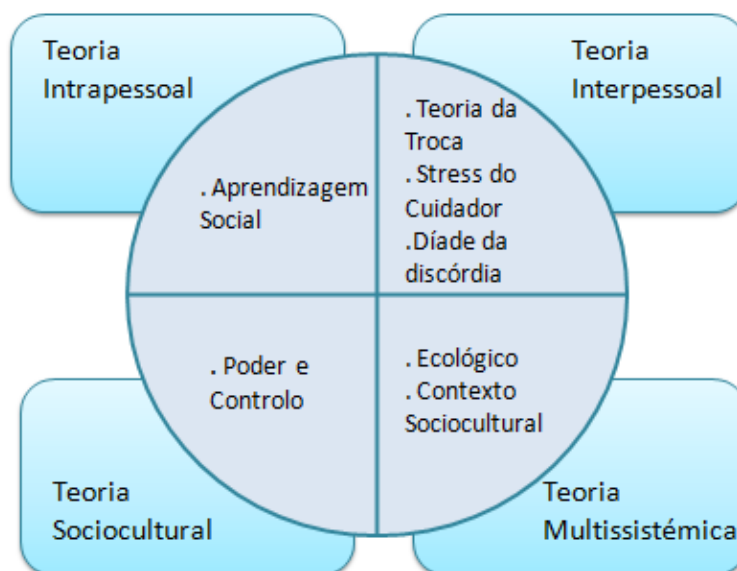 Teoria
Intrapessoal
Teoria
Interpessoal
. Aprendizagem
Social
. Teoria da
Troca
. Stress do
Cuidador
.Díade da
discórdia
. Poder e
Controlo
. Ecológico
. Contexto
Sociocultural
Teoria
Sociocultural
Teoria
Multissistémica